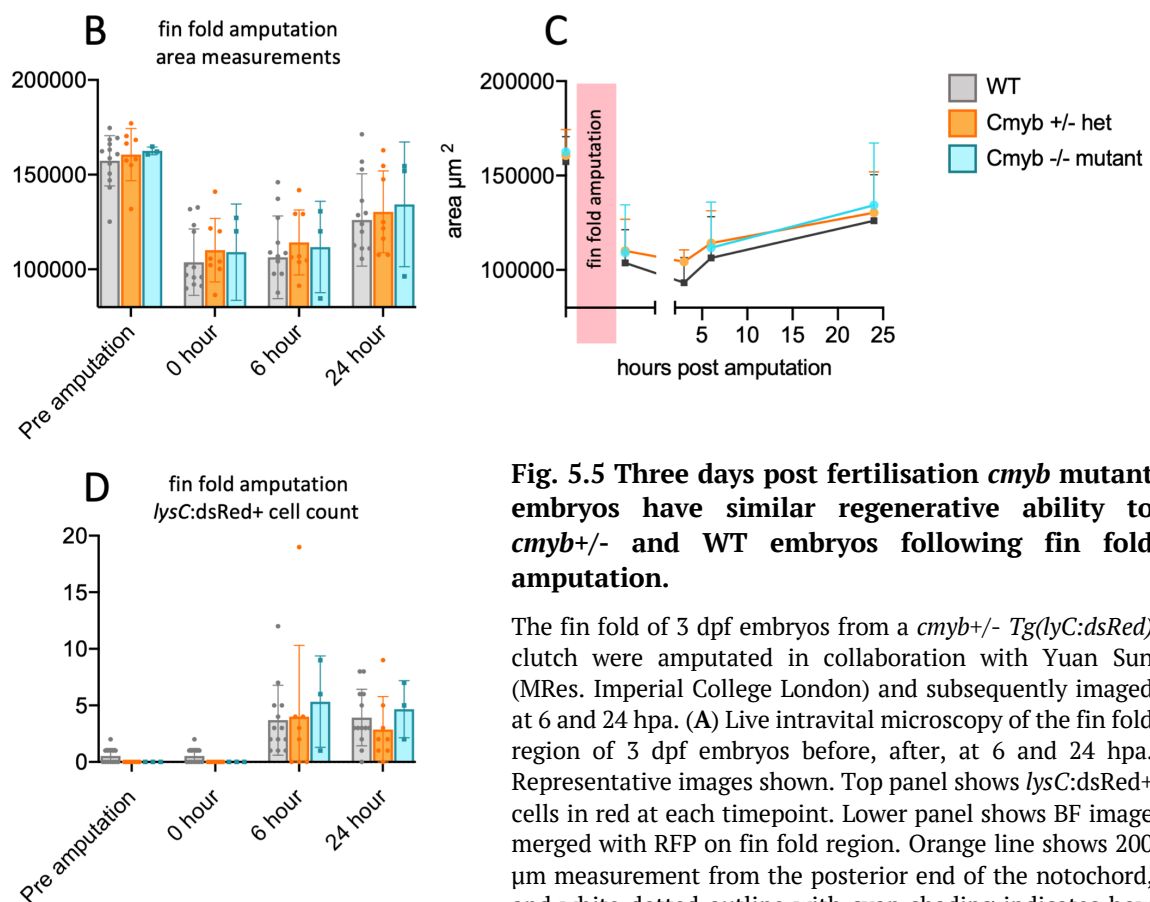 B
fin fold amputation
area measurements
200000
150000
100000
Pre amputation
0 hour
6 hour
24 hour
C
200000
150000
100000
area µm 2
fin fold amputation
5 10 15 20 25
hours post amputation
WT
Cmyb +/- het
Cmyb -/- mutant
D
fin fold amputation
lysC:dsRed+ cell count
20
15
10
5
0
Pre amputation
0 hour
6 hour
24 hour
Fig. 5.5 Three days post fertilisation cmyb mutant
embryos have similar regenerative ability to
cmyb+/- and WT embryos following fin fold
amputation.
The fin fold of 3 dpf embryos from a cmyb+/- Tg(lyC:dsRed)
clutch were amputated in collaboration with Yuan Sun
(MRes. Imperial College London) and subsequently imaged
at 6 and 24 hpa. (A) Live intravital microscopy of the fin fold
region of 3 dpf embryos before, after, at 6 and 24 hpa.
Representative images shown. Top panel shows lysC:dsRed+
cells in red at each timepoint. Lower panel shows BF image
merged with RFP on fin fold region. Orange line shows 200
µm measurement from the posterior end of the notochord,
and white dotted outline with cyan shading indicates how